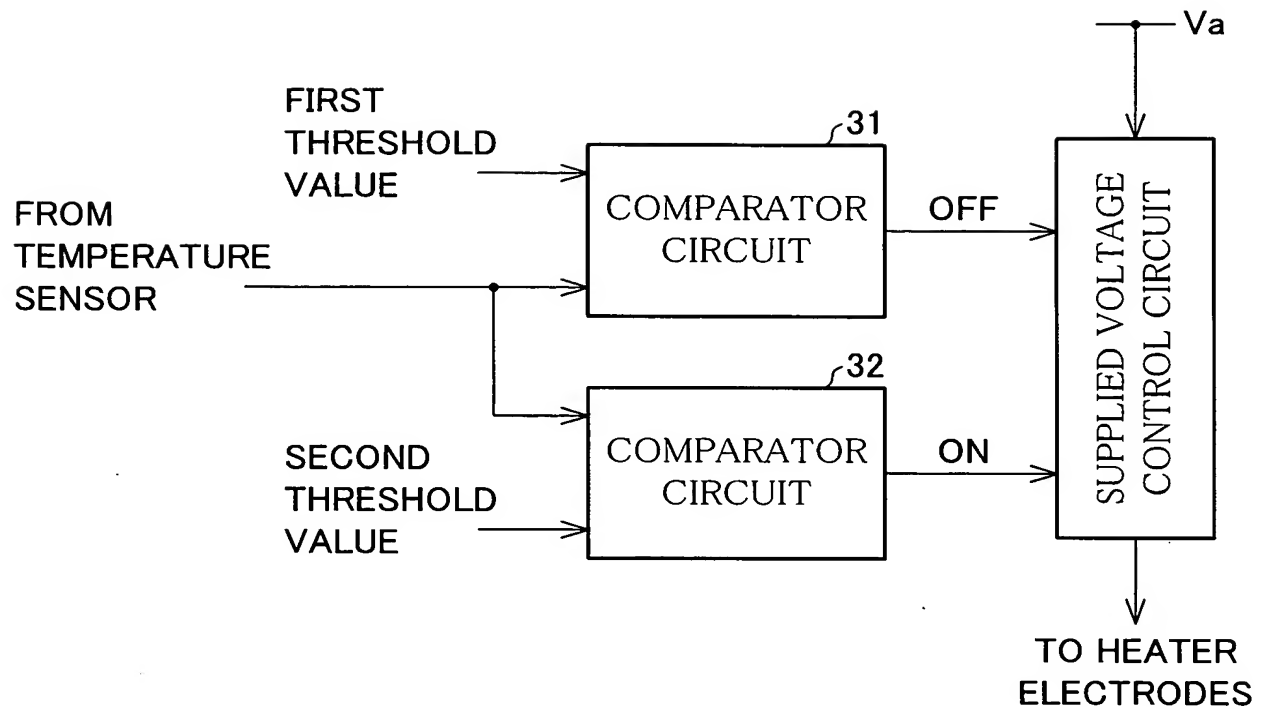 Va
FIRST
THRESHOLD
VALUE
31
COMPARATOR
CIRCUIT
OFF
FROM
TEMPERATURE
SENSOR
SUPPLIED VOLTAGE
CONTROL CIRCUIT
32
COMPARATOR
CIRCUIT
ON
SECOND
THRESHOLD
VALUE
TO HEATER
ELECTRODES